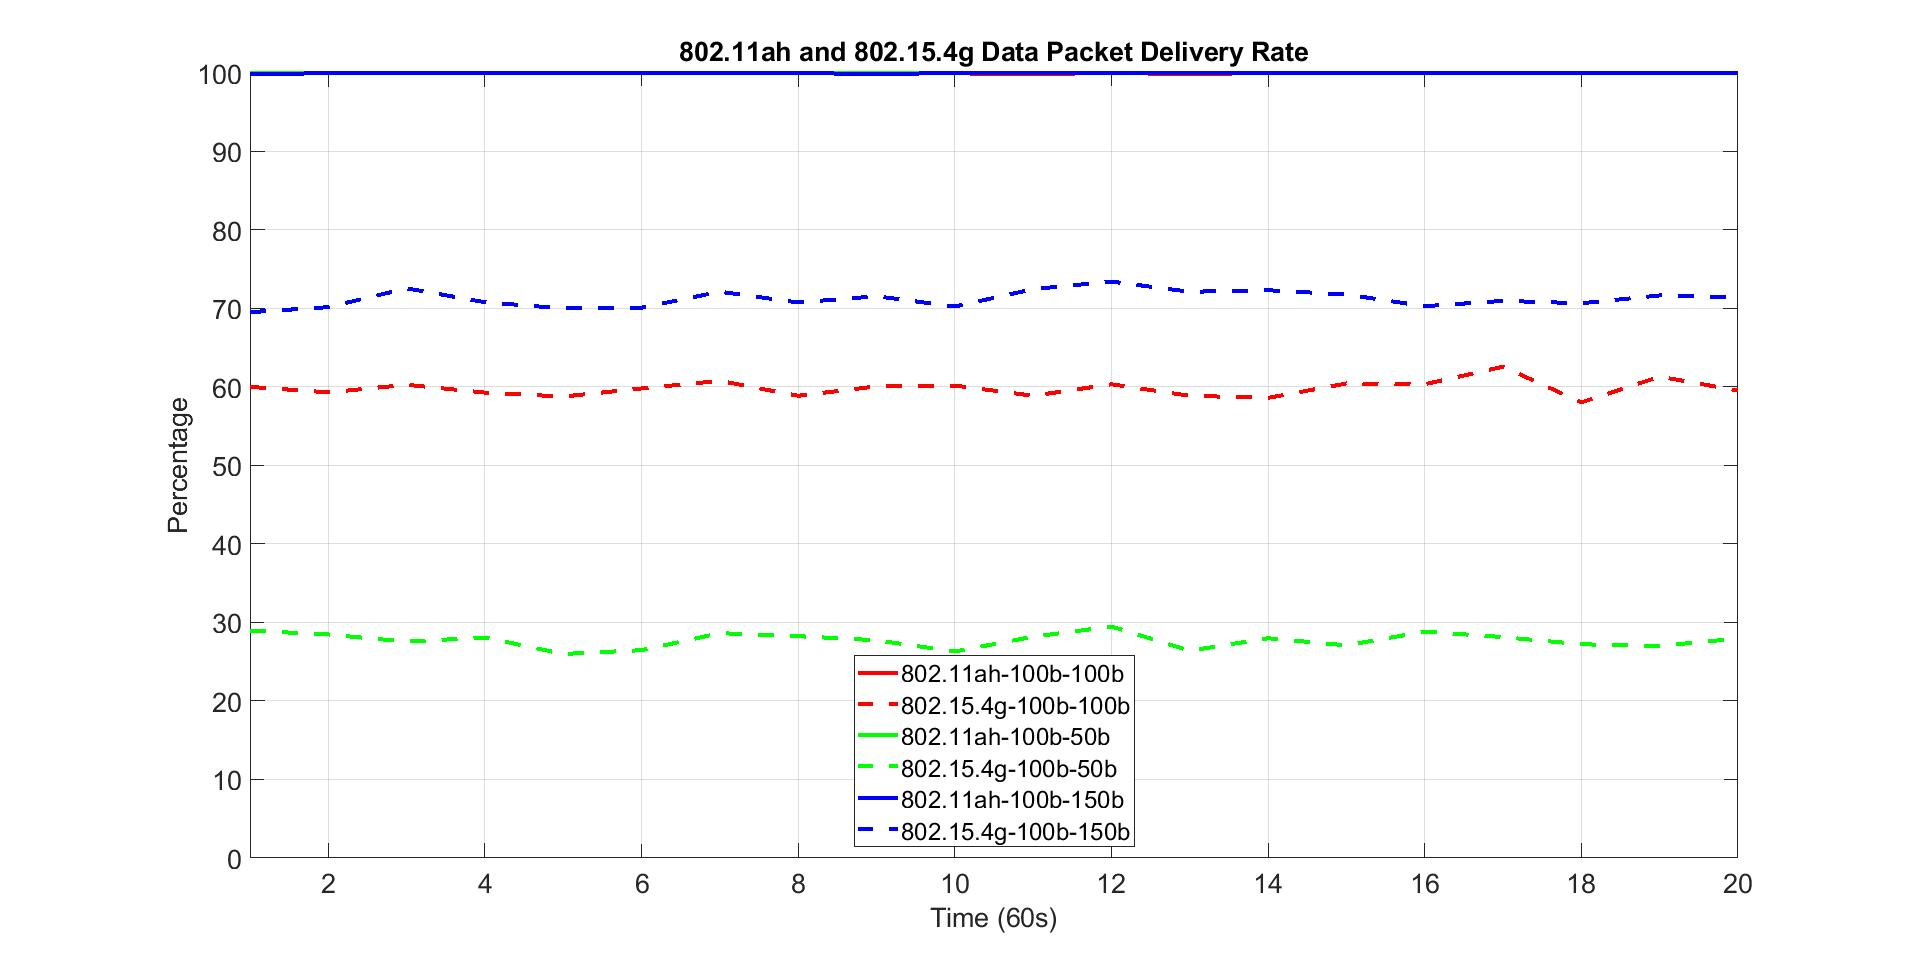 802.11ah and 802.15.4g Data Packet Delivery Rate
100
90
80
70
60
50
40
30
20
10
0
Percentage
802.11ah-100b-100b
802.15.4g-100b-100b
802.11ah-100b-50b
802.15.4g-100b-50b
802.11ah-100b-150b
802.15.4g-100b-150b
2 4 6 8 10 12 14 16 18 20
Time (60s)